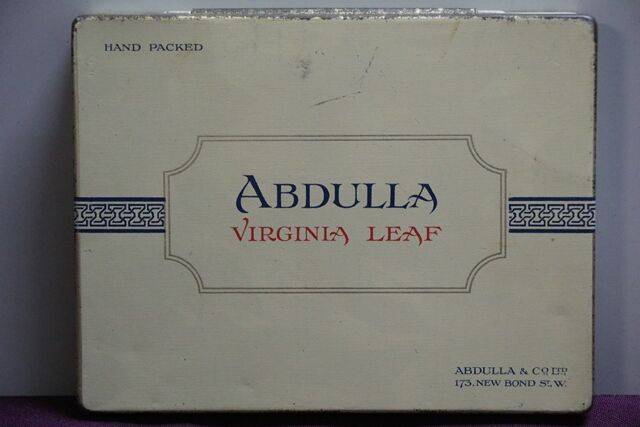 HAND PACKED
ABDULLA
VIRGINIA LEAF
ABDULLA & CO LTD
173, NEW BOND ST. W.